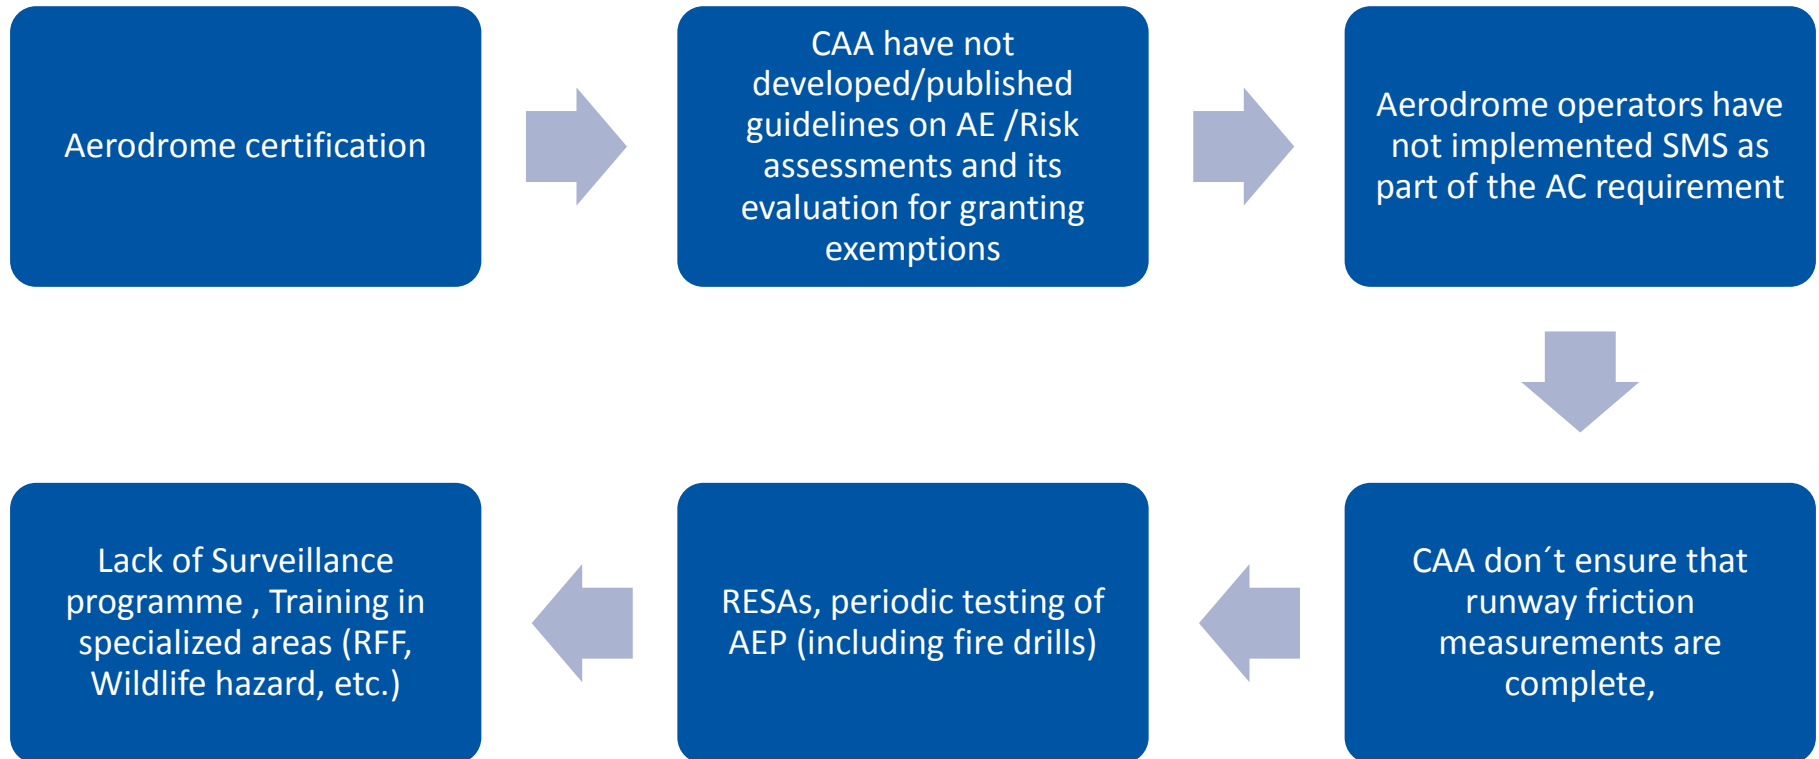 Aerodrome certification
CAA have not
developed/published
guidelines on AE /Risk
assessments and its
evaluation for granting
exemptions
Aerodrome operators have
not implemented SMS as
part of the AC requirement
CAA don´t ensure that
runway friction
measurements are
complete,
RESAs, periodic testing of
AEP (including fire drills)
Lack of Surveillance
programme , Training in
specialized areas (RFF,
Wildlife hazard, etc.)